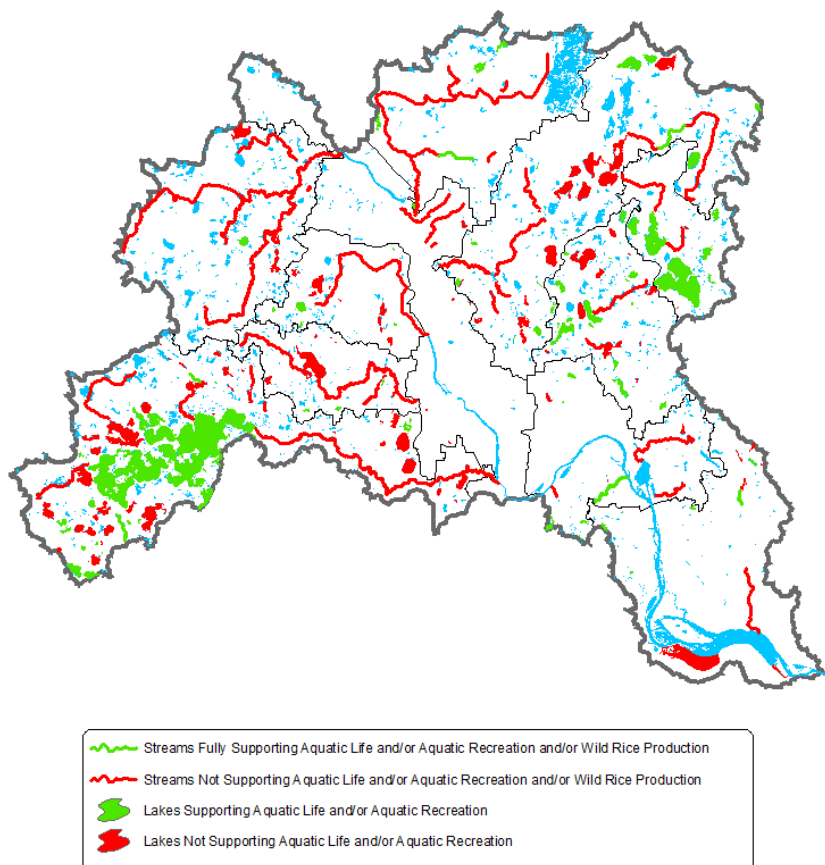 Streams Fully Supporting Aquatic Life and/or Aquatic Recreation and/or Wild Rice Production
Streams Not Supporting Aquatic Life and/or Aquatic Recreation and/or Wild Rice Production
Lakes Supporting Aquatic Life and/or Aquatic Recreation
Lakes Not Supporting Aquatic Life and/or Aquatic Recreation